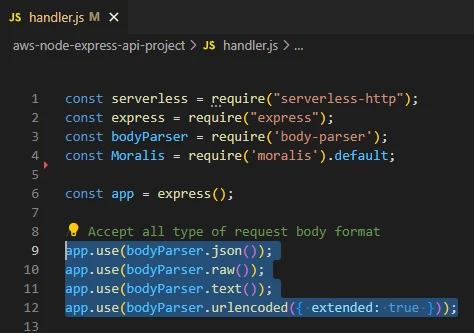 JS handler.js M ×
aws-node-express-api-project > JS handler.js > ...
1 const serverless = require("serverless-http");
2 const express = require("express");
3 const bodyParser = require('body-parser');
4 const Moralis = require('moralis').default;
5
6 const app = express();
7
8 // Accept all type of request body format
9 app.use(bodyParser.json());
10 app.use(bodyParser.raw());
11 app.use(bodyParser.text());
12 app.use(bodyParser.urlencoded({ extended: true }));
13